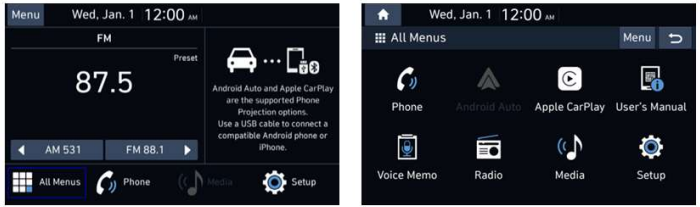 Menu
Wed, Jan. 1 12:00 AM
FM
Preset
87.5
AM 531
FM 88.1
Android Auto and Apple CarPlay
are the supported Phone
Projection options.
Use a USB cable to connect a
compatible Android phone or
iPhone.
All Menus
Phone
Media
Setup
Wed, Jan. 1 12:00 AM
All Menus
Menu
Phone
Android Auto
Apple CarPlay
User's Manual
Voice Memo
Radio
Media
Setup